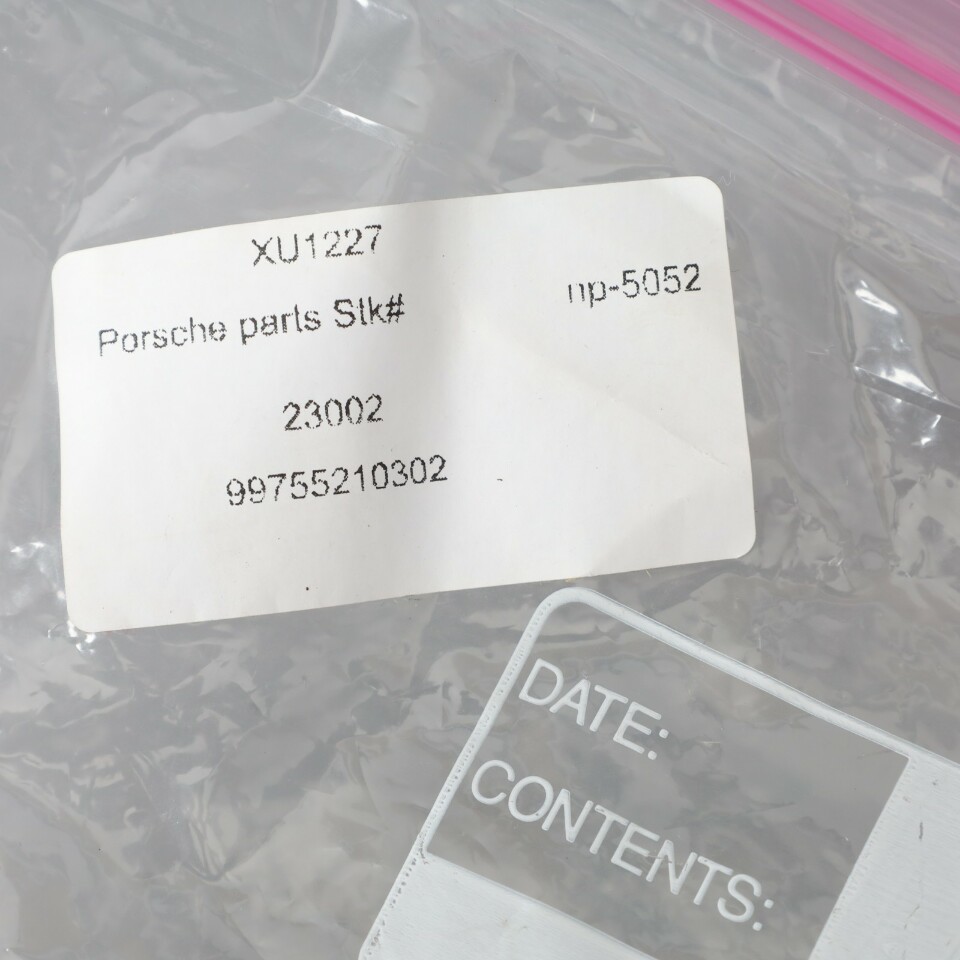 XU1227
Porsche parts Stk# np-5052
23002
99755210302
DATE:
CONTENTS: